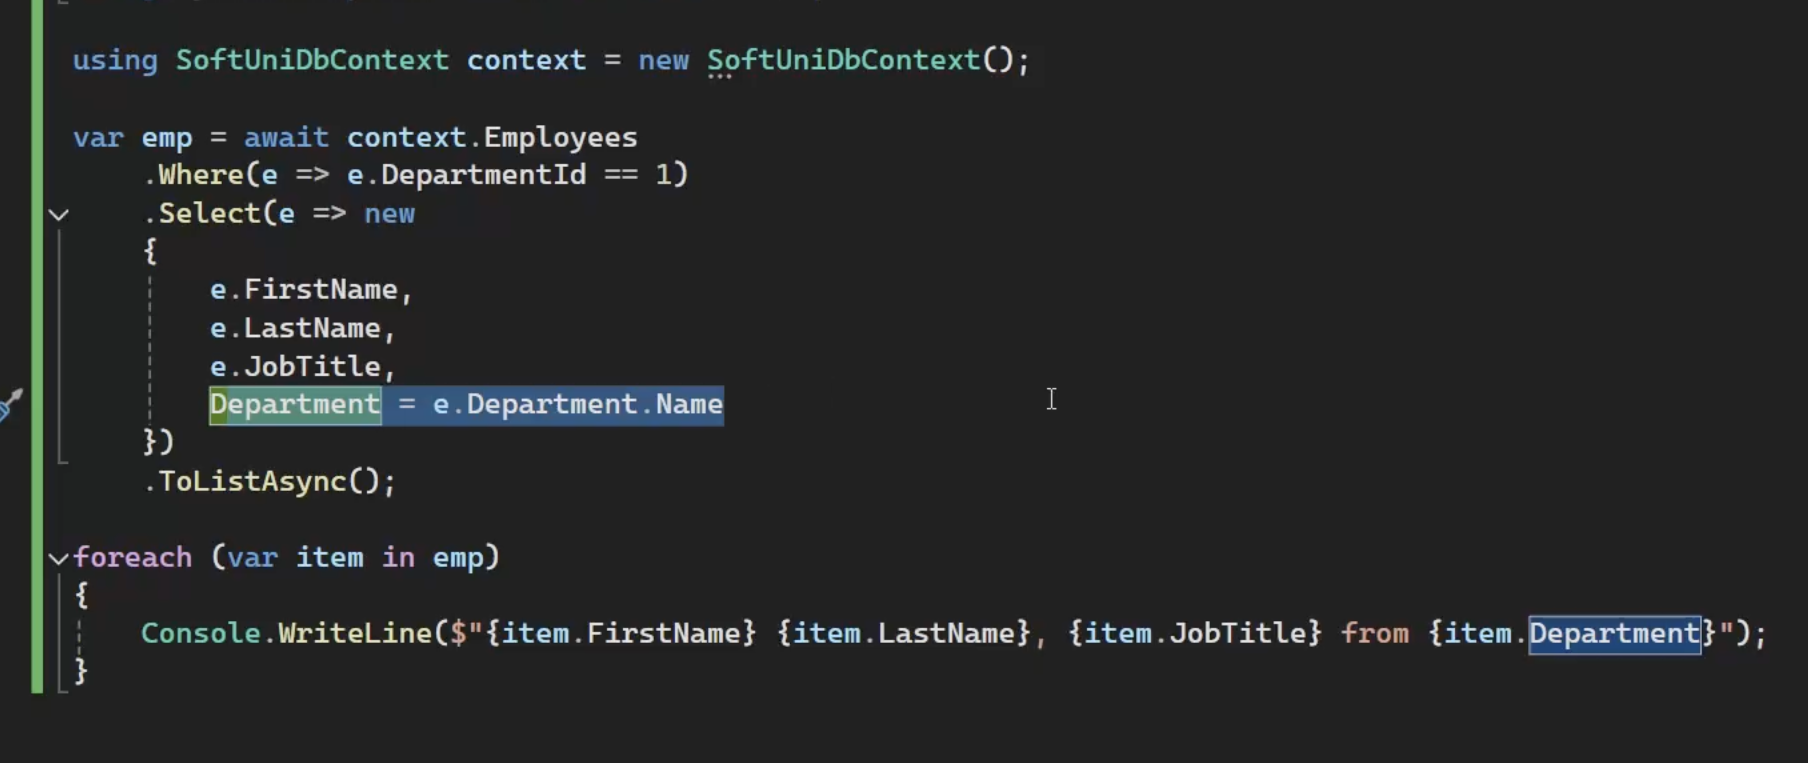 using SoftUniDbContext context = new SoftUniDbContext();
var emp = await context.Employees
.Where(e => e.DepartmentId == 1)
.Select(e => new
{
e.FirstName,
e.LastName,
e.JobTitle,
Department = e.Department.Name
})
.ToListAsync();
foreach (var item in emp)
{
Console.WriteLine($"{item.FirstName} {item.LastName}, {item.JobTitle} from {item.Department}");
}